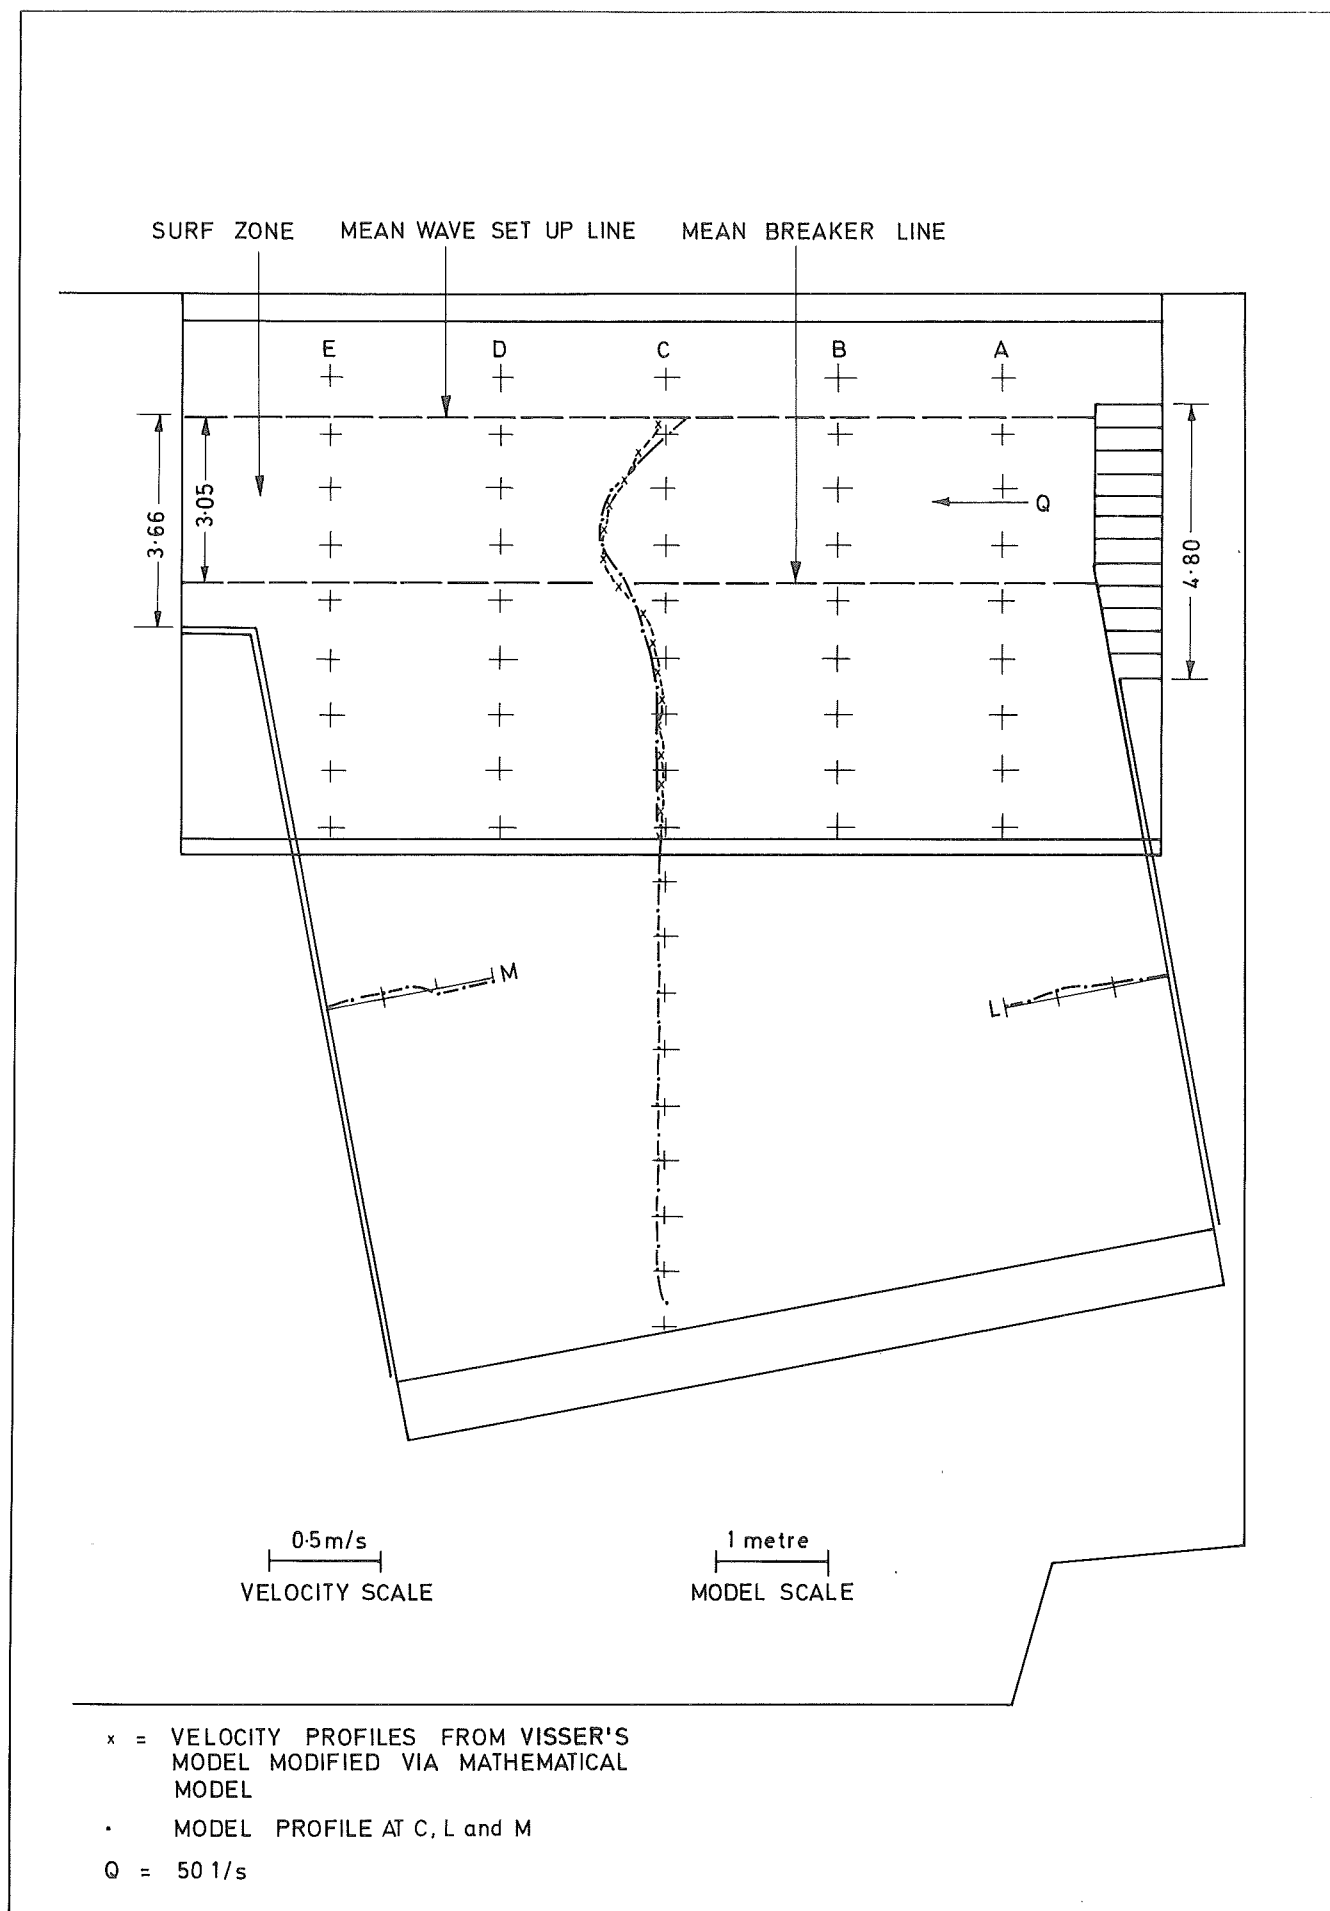 SURF ZONE MEAN WAVE SET UP LINE MEAN BREAKER LINE
E D C B A
3·66
3·05
Q
4·80
M
L
0·5m/s
VELOCITY SCALE
1 metre
MODEL SCALE
x = VELOCITY PROFILES FROM VISSER'S
MODEL MODIFIED VIA MATHEMATICAL
MODEL
· MODEL PROFILE AT C, L and M
Q = 50 1/s